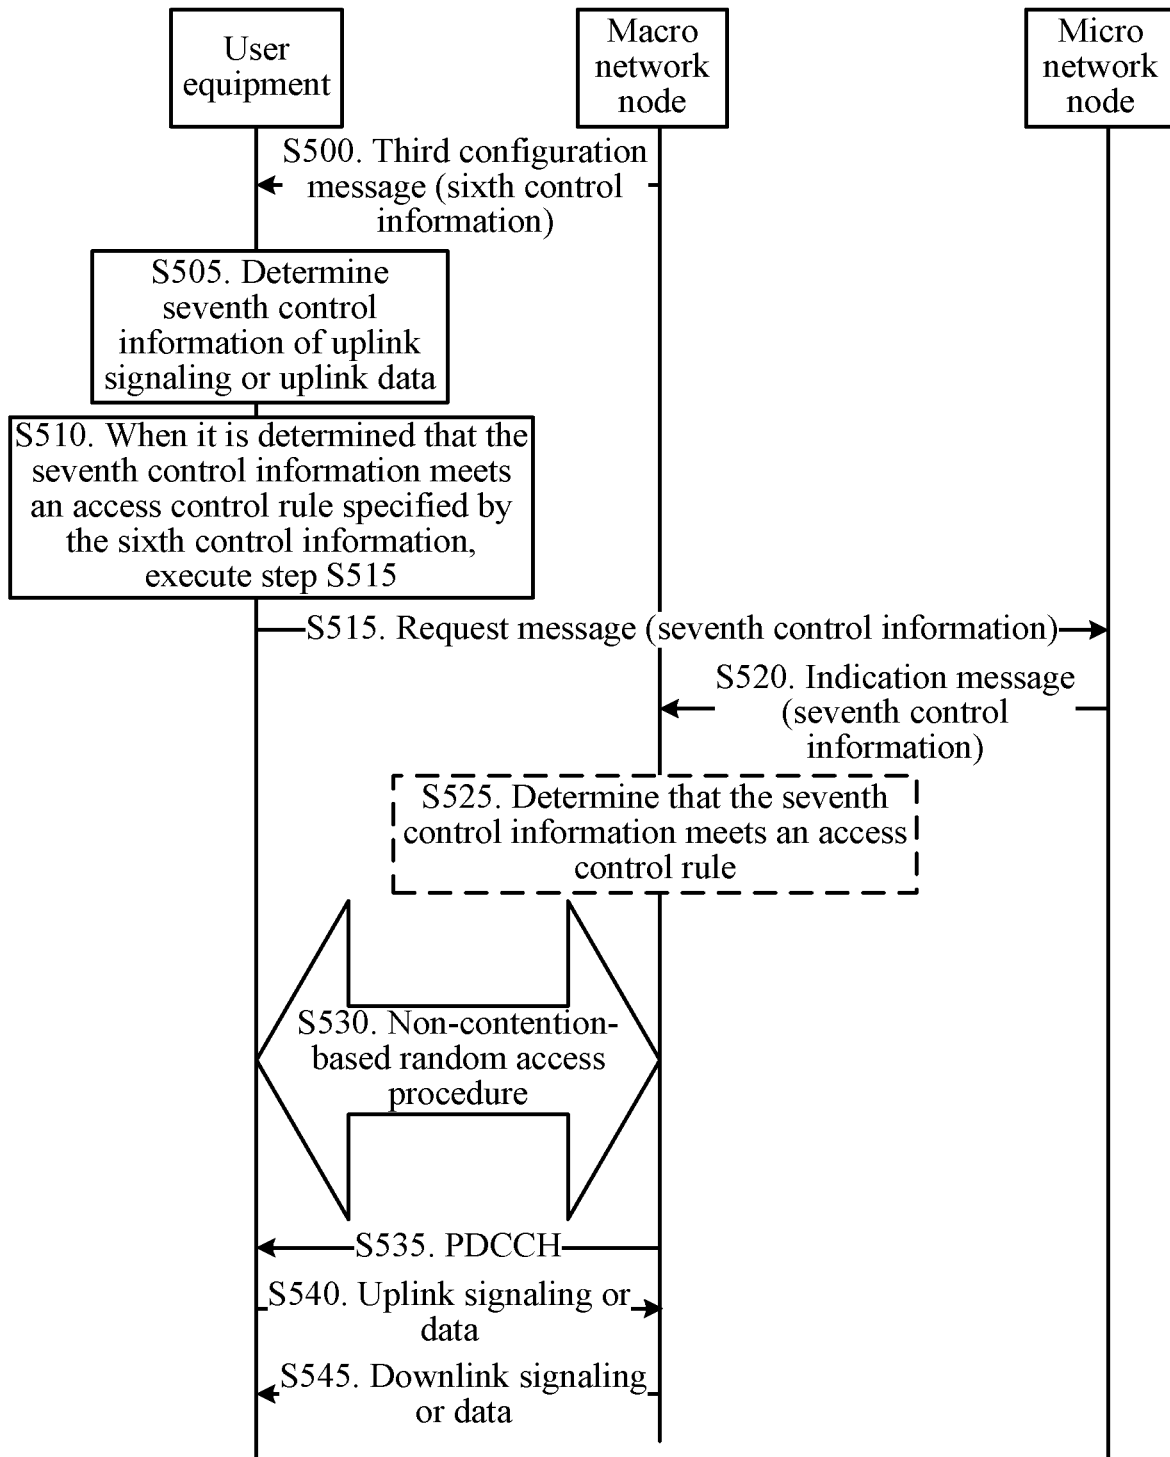 User
equipment
Macro
network
node
Micro
network
node
S500. Third configuration
message (sixth control
information)
S505. Determine
seventh control
information of uplink
signaling or uplink data
S510. When it is determined that the
seventh control information meets
an access control rule specified by
the sixth control information,
execute step S515
S515. Request message (seventh control information)
S520. Indication message
(seventh control
information)
S525. Determine that the seventh
control information meets an access
control rule
S530. Non-contention-
based random access
procedure
S535. PDCCH
S540. Uplink signaling or
data
S545. Downlink signaling
or data